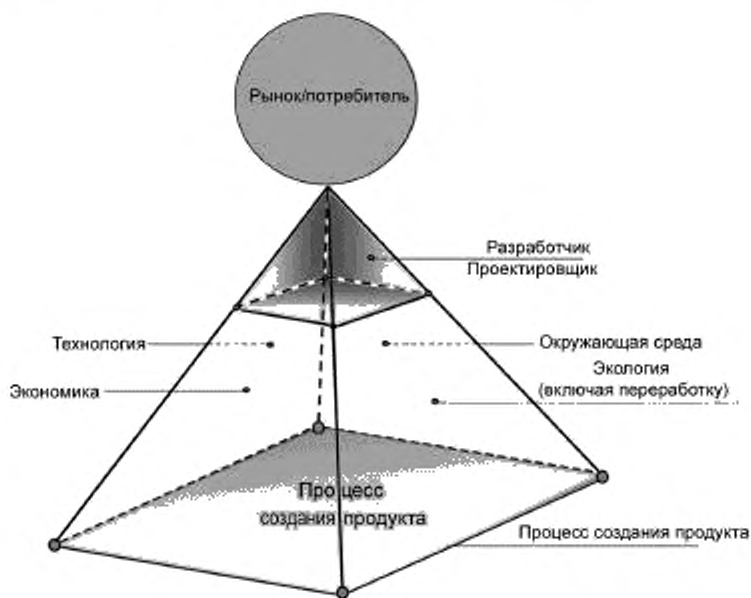 Рынок/потребитель
Разработчик
Проектировщик
Технология
Окружающая среда
Экономика
Экология
(включая переработку)
Процесс
создания продукта
Процесс создания продукта